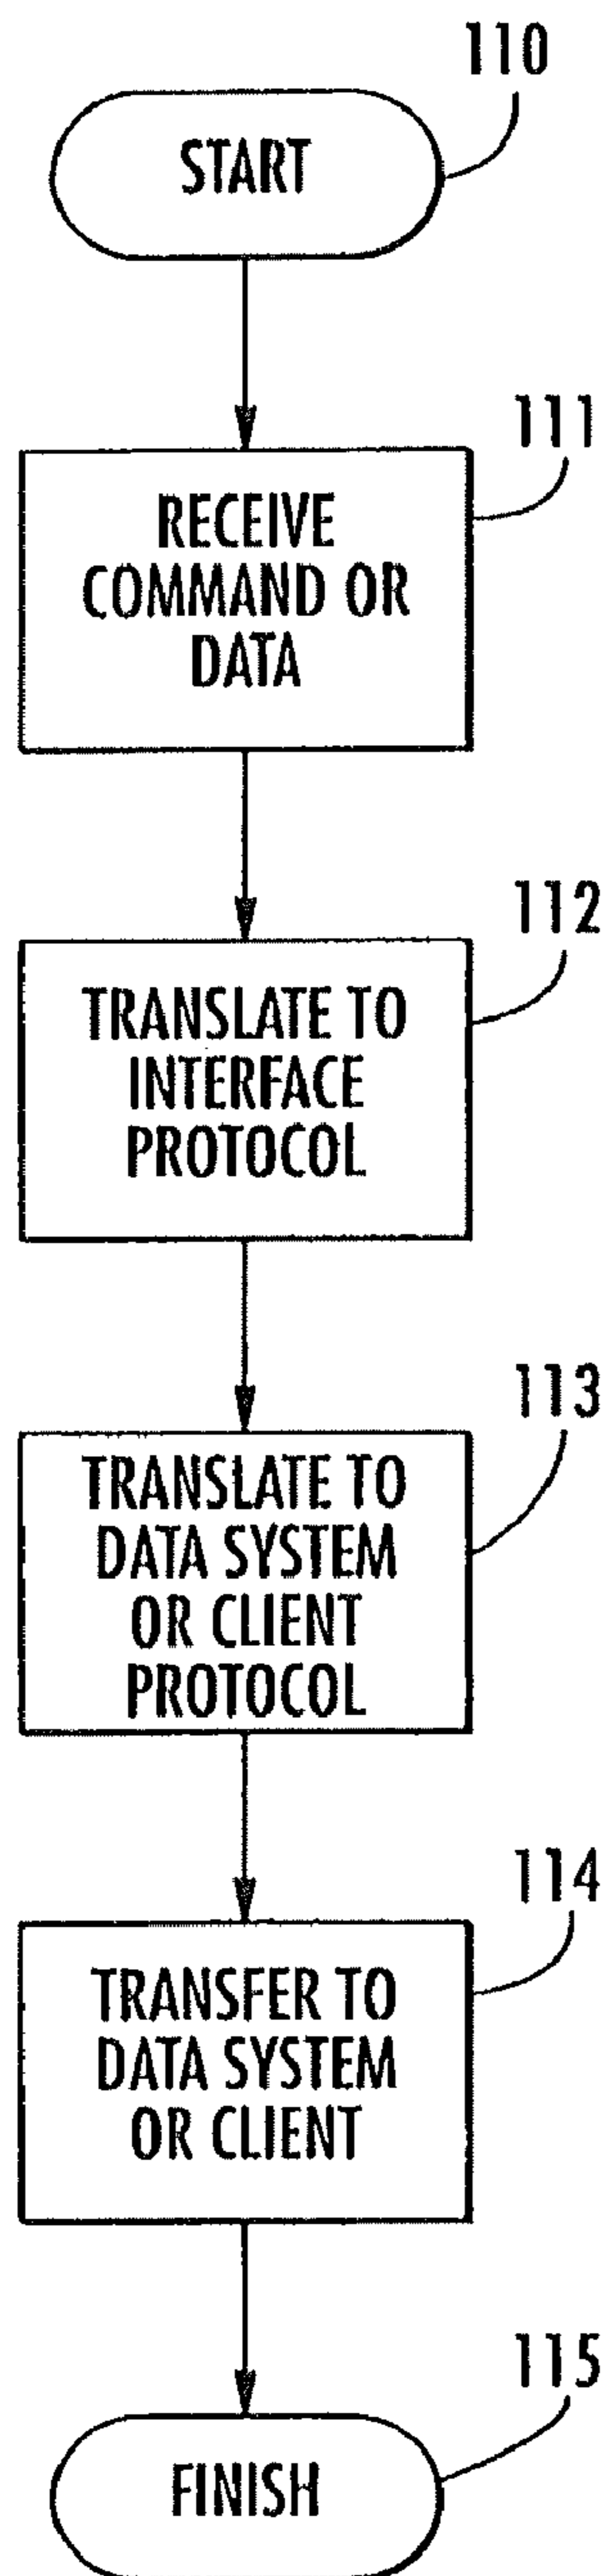 110
START
111
RECEIVE
COMMAND OR
DATA
112
TRANSLATE TO
INTERFACE
PROTOCOL
113
TRANSLATE TO
DATA SYSTEM
OR CLIENT
PROTOCOL
114
TRANSFER TO
DATA SYSTEM
OR CLIENT
115
FINISH